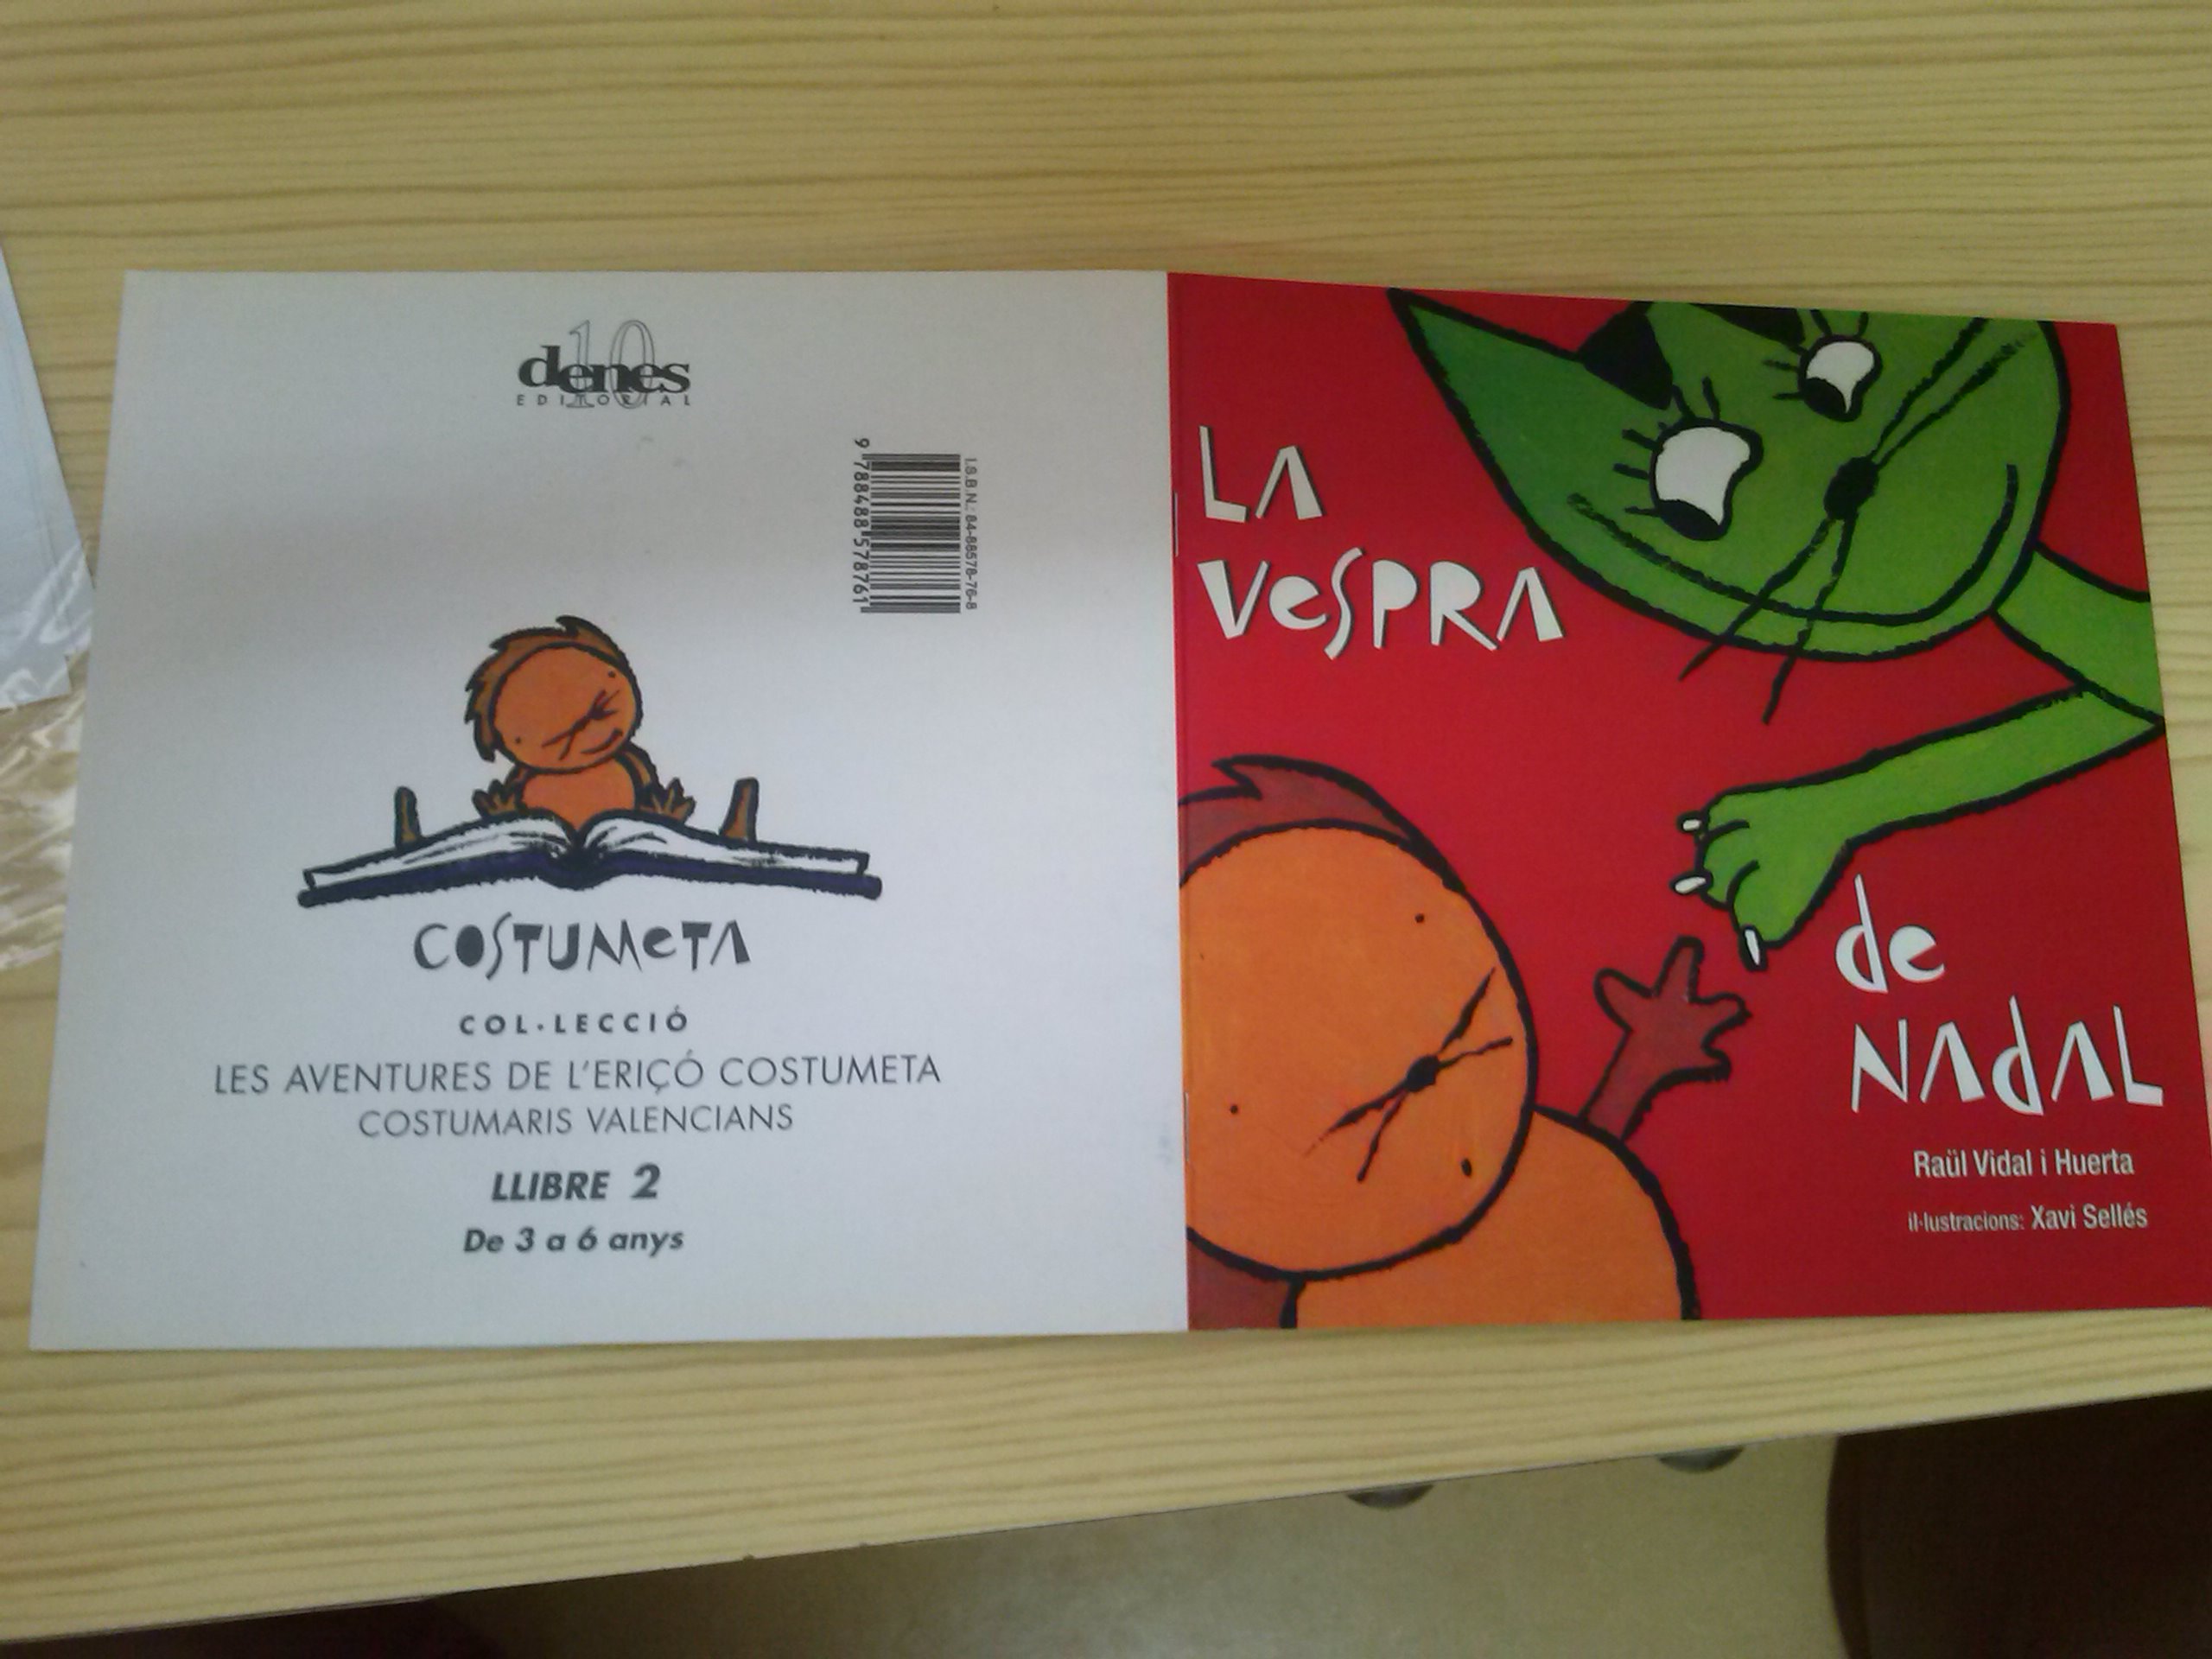 10
denes
EDITORIAL
I.S.B.N.: 84-88578-76-8
9 788488 578761
COSTUMeTA
COL·LECCIÓ
LES AVENTURES DE L'ERIÇÓ COSTUMETA
COSTUMARIS VALENCIANS
LLIBRE 2
De 3 a 6 anys
LA
VeSPRA
de
NAdAL
Raül Vidal i Huerta
il·lustracions: Xavi Sellés